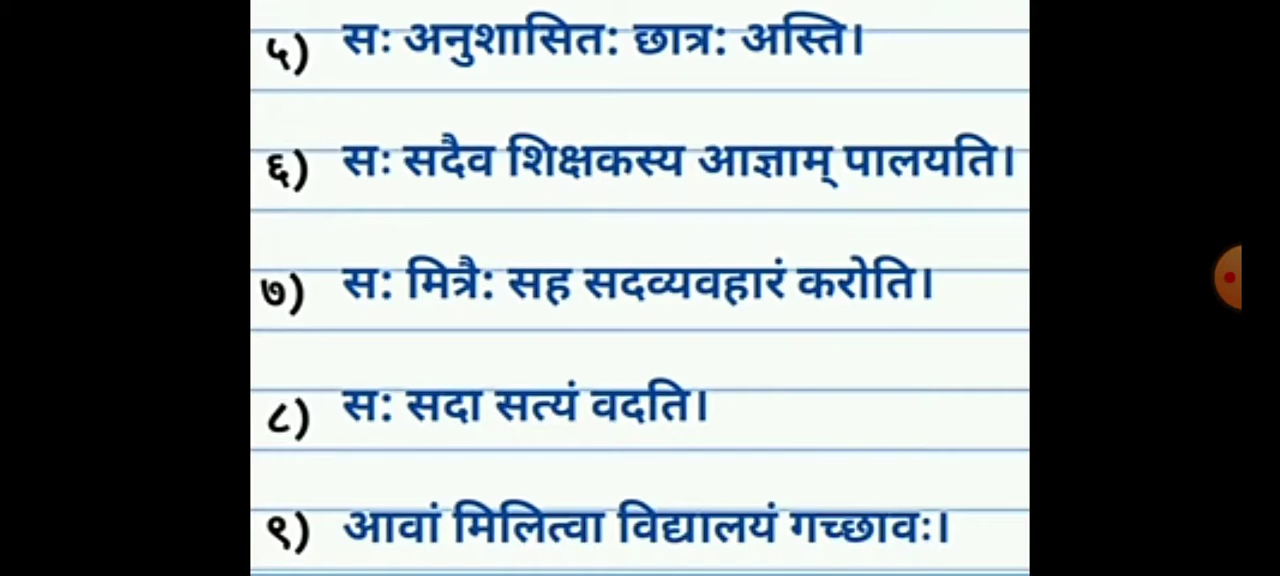 ५) सः अनुशासित: छात्र: अस्ति।
६) सः सदैव शिक्षकस्य आज्ञाम् पालयति।
७) स: मित्रै: सह सदव्यवहारं करोति।
८) स: सदा सत्यं वदति।
९) आवां मिलित्वा विद्यालयं गच्छावः।